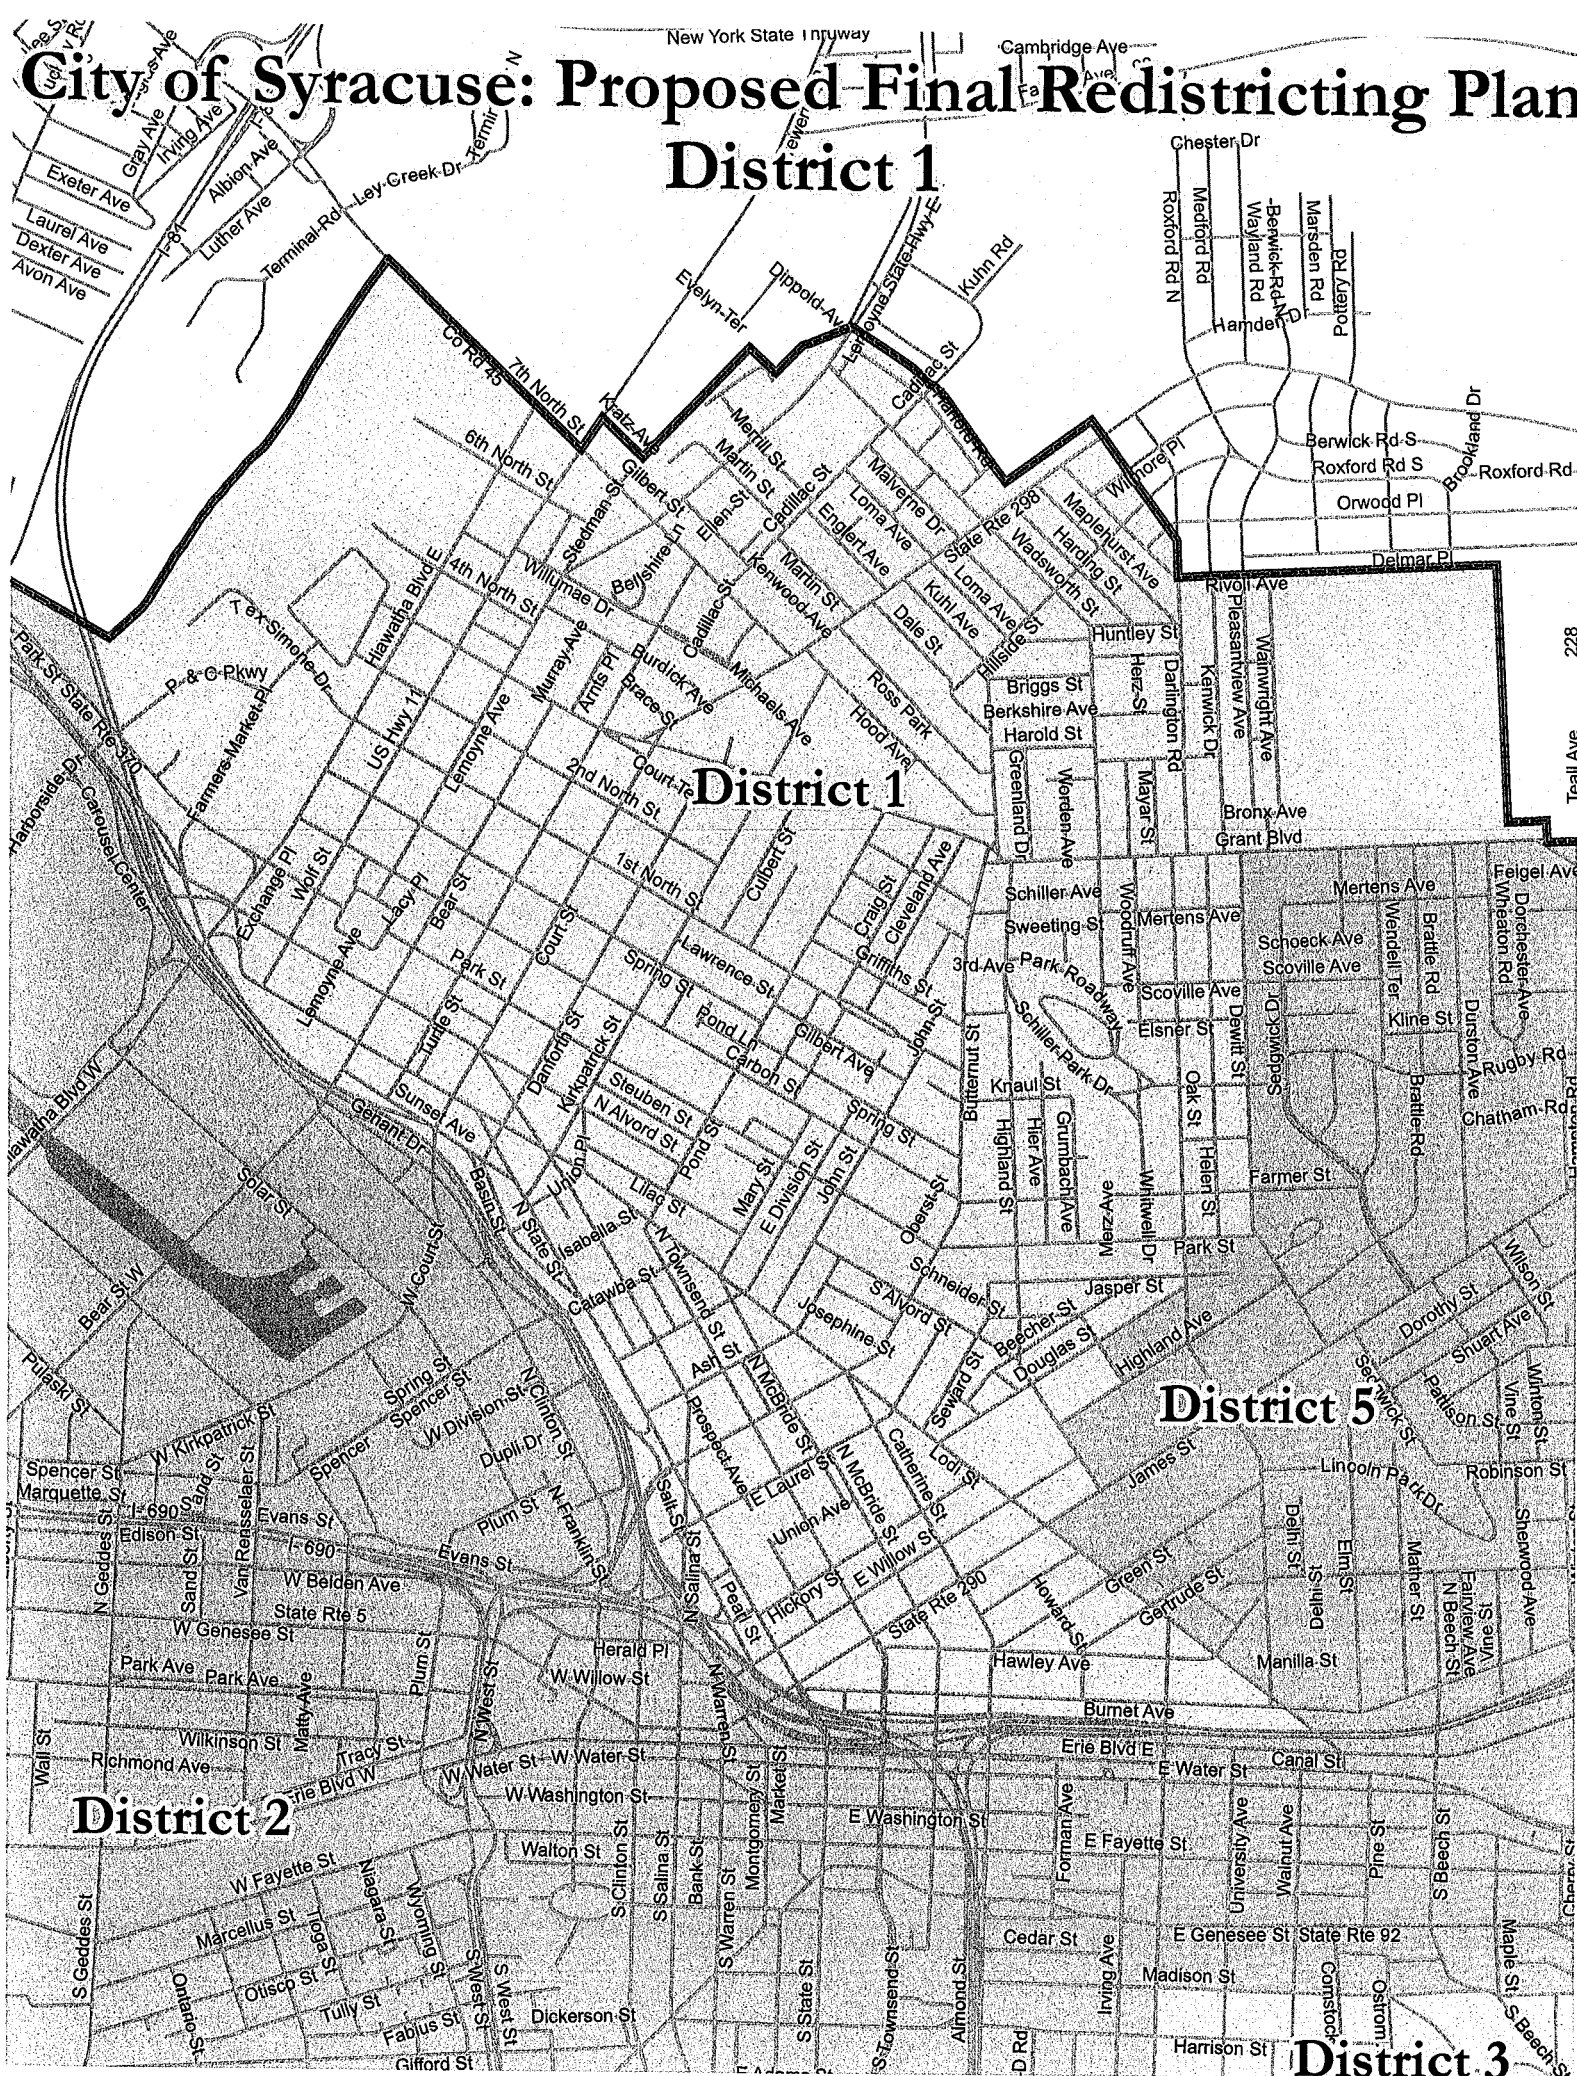 New York State Thruway
Cambridge Ave
City of Syracuse: Proposed Final Redistricting Plan
District 1
Gray Ave
Irving Ave
Albion Ave
Luther Ave
Exeter Ave
Laurel Ave
Dexter Ave
Avon Ave
I-81
Terminal Rd
Ley Creek Dr
Chester Dr
Roxford Rd N
Medford Rd
Wayland Rd
Berwick Rd N
Marsden Rd
Pottery Rd
Hamden Dr
Evelyn Ter
Dippold Ave
Lemoyne State Hwy E
Kuhn Rd
Co Rd 45
7th North St
Kratz Ave
Cadillac St
6th North St
Merrill St
Martin St
Gilbert St
Ellen St
Cadillac St
Malverne Dr
Loma Ave
Englert Ave
State Rte 298
Wilmore Pl
Berwick Rd S
Roxford Rd S
Roxford Rd
Brookland Dr
Orwood Pl
Delmar Pl
Maplehurst Ave
Harding St
Wadsworth St
Stedman St
Bellshire Ln
Willumae Dr
4th North St
Hiawatha Blvd E
Kenwood Ave
Martin St
Cadillac St
Dale St
Kuhl Ave
Loma Ave
Hillside St
Rivoli Ave
Pleasantview Ave
Wainwright Ave
Huntley St
Herz St
Darlington Rd
Kenwick Dr
Briggs St
Berkshire Ave
Harold St
Tex Simone Dr
P & C Pkwy
Farmers Market Pl
Park St State Rte 370
Harborside Dr
Carousel Center
US Hwy 11
Lemoyne Ave
Murray Ave
Arnts Pl
Burdick Ave
Brace St
Michaels Ave
Ross Park
Hood Ave
Court Te
2nd North St
District 1
Greenland Dr
Worden Ave
Mayar St
Bronx Ave
Grant Blvd
228
Teall Ave
Exchange Pl
Wolf St
Lacy Pl
Bear St
1st North St
Culbert St
Craig St
Cleveland Ave
Schiller Ave
Sweeting St
Woodruff Ave
Mertens Ave
Mertens Ave
Felgel Ave
Wheaton Rd
Dorchester Ave
Wendell Ter
Brattle Rd
Schoeck Ave
Scoville Ave
Lemoyne Ave
Park St
Court St
Spring St
Lawrence St
Griffiths St
3rd Ave
Park Roadway
Scoville Ave
Elsner St
Dewitt St
Sedgwick Dr
Kline St
Durston Ave
Rugby Rd
Chatham Rd
Brattle Rd
Turtle St
Danforth St
Kirkpatrick St
Pond Ln
Carbon St
Gilbert Ave
John St
Butternut St
Schiller Park Dr
Knaul St
Oak St
Hiawatha Blvd W
Sunset Ave
Genant Dr
Steuben St
N Alvord St
Spring St
Pond St
Highland St
Hier Ave
Grumbach Ave
Merz Ave
Whitwell Dr
Helen St
Farmer St
Solar St
Basin St
Union Pl
Lilac St
Mary St
E Division St
John St
Oberst St
Park St
Bear St W
W Court St
N State St
Isabella St
Catawba St
N Townsend St
Schneider St
S Alvord St
Josephine St
Jasper St
Beecher St
Douglas St
Highland Ave
Wilson St
Dorothy St
Stuart Ave
Pulaski St
Spring St
Spencer St
N Clinton St
W Division St
Dupli Dr
Ash St
N McBride St
Prospect Ave
Seward St
District 5
Sedgwick St
Pattison St
Vine St
Winton St
W Kirkpatrick St
Spencer St
Marquette St
Sand St
Van Rensselaer St
Spencer
I-690
Edison St
Evans St
I-690
Evans St
Plum St
N Franklin St
Salt St
E Laurel St
N McBride St
Catherine St
Lodi St
James St
Lincoln Park Dr
Robinson St
N Geddes St
Sand St
W Belden Ave
State Rte 5
W Genesee St
Union Ave
N Salina St
Pearl St
Hickory St
E Willow St
State Rte 290
Howard St
Green St
Gertrude St
Delhi St
Delhi St
Elm St
Mather St
N Beech St
Fairview Ave
Vine St
Sherwood Ave
Park Ave
Park Ave
Matty Ave
Plum St
N West St
Herald Pl
W Willow St
N Warren St
Hawley Ave
Manilla St
Burnet Ave
Wall St
Wilkinson St
Richmond Ave
Tracy St
Erie Blvd W
W Water St
W Water St
W Washington St
Market St
Montgomery St
Erie Blvd E
E Water St
Canal St
District 2
Walton St
S Clinton St
S Salina St
Bank St
S Warren St
E Washington St
Forman Ave
E Fayette St
University Ave
Walnut Ave
Pine St
S Beech St
Cherry St
W Fayette St
Niagara St
Wyoming St
Marcellus St
Tioga St
S Geddes St
Otisco St
Ontario St
Tully St
Fabius St
Gifford St
S West St
S West St
Dickerson St
S Warren St
S State St
S Townsend St
Almond St
Cedar St
Irving Ave
E Genesee St State Rte 92
Madison St
Comstock
Ostrom
Maple St
S Beech St
Harrison St
E Adams St
District 3